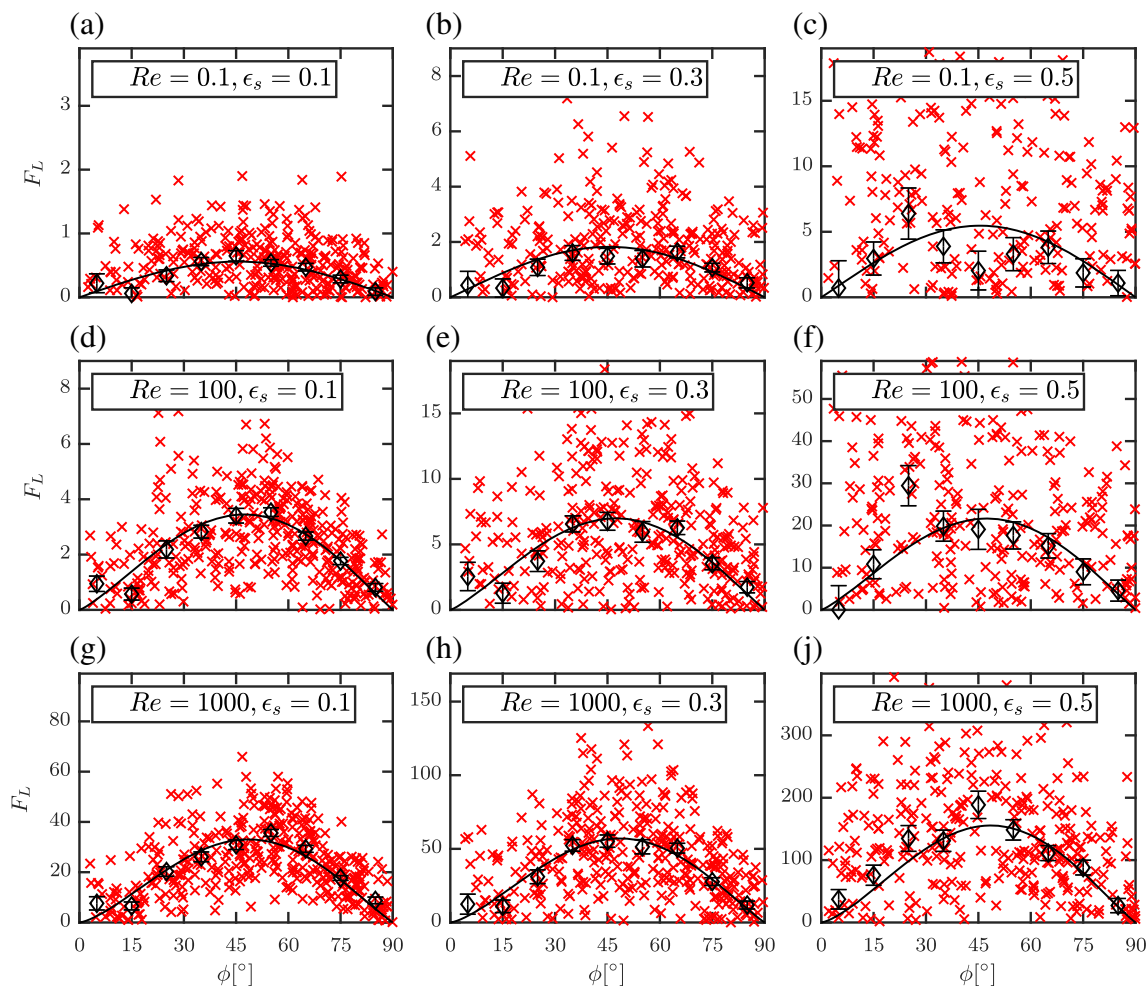 (a) (b) (c)
Re = 0.1, ϵs = 0.1 Re = 0.1, ϵs = 0.3 Re = 0.1, ϵs = 0.5
FL
0 1 2 3
0 2 4 6 8
0 5 10 15
(d) (e) (f)
Re = 100, ϵs = 0.1 Re = 100, ϵs = 0.3 Re = 100, ϵs = 0.5
FL
0 2 4 6 8
0 5 10 15
0 10 20 30 40 50
(g) (h) (j)
Re = 1000, ϵs = 0.1 Re = 1000, ϵs = 0.3 Re = 1000, ϵs = 0.5
FL
0 20 40 60 80
0 50 100 150
0 100 200 300
0 15 30 45 60 75 90 0 15 30 45 60 75 90 0 15 30 45 60 75 90
ϕ[°] ϕ[°] ϕ[°]